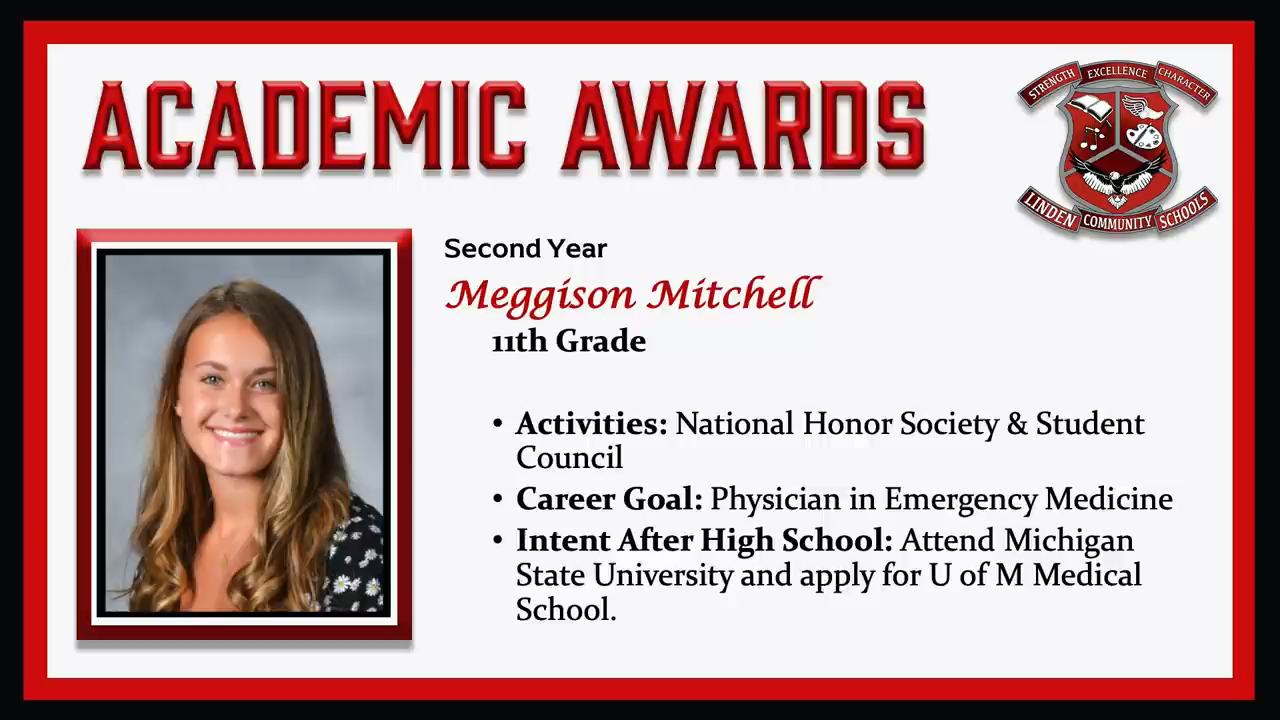 ACADEMIC AWARDS
STRENGTH EXCELLENCE CHARACTER
LINDEN COMMUNITY SCHOOLS
Second Year
Meggison Mitchell
11th Grade
• Activities: National Honor Society & Student
Council
• Career Goal: Physician in Emergency Medicine
• Intent After High School: Attend Michigan
State University and apply for U of M Medical
School.